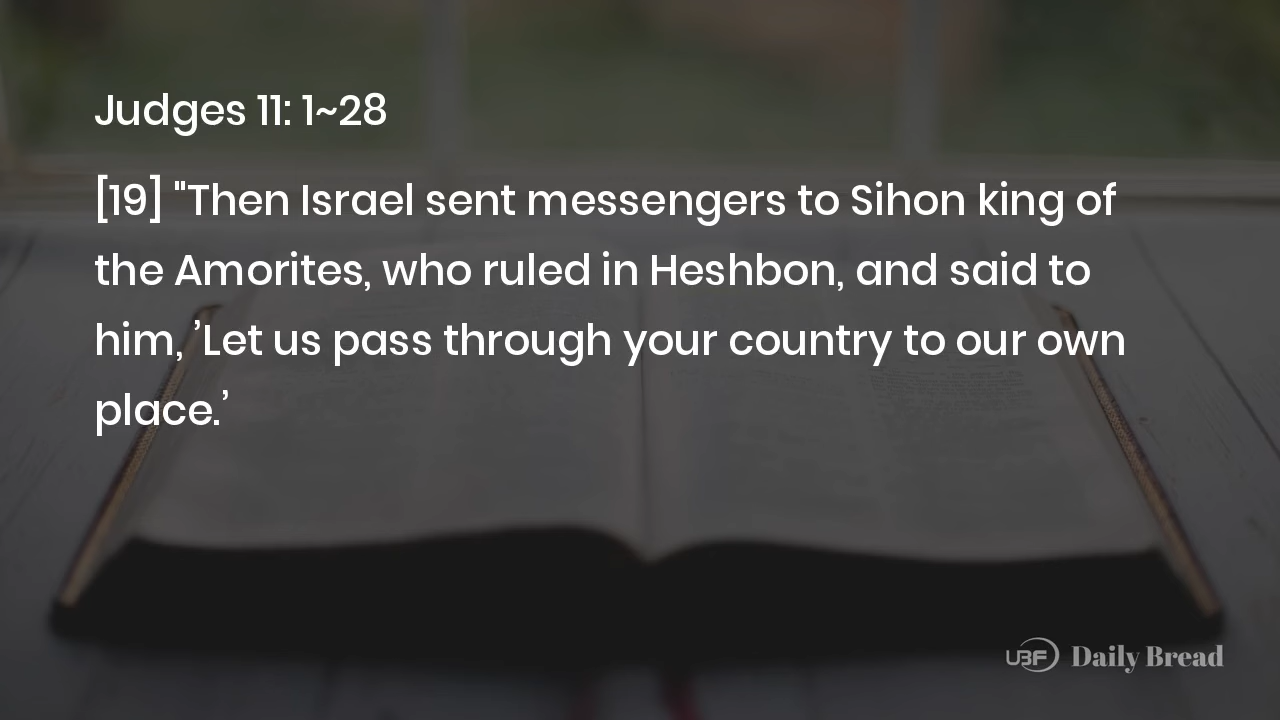 Judges 11: 1~28
[19] "Then Israel sent messengers to Sihon king of
the Amorites, who ruled in Heshbon, and said to
him, ’Let us pass through your country to our own
place.’
UBF Daily Bread